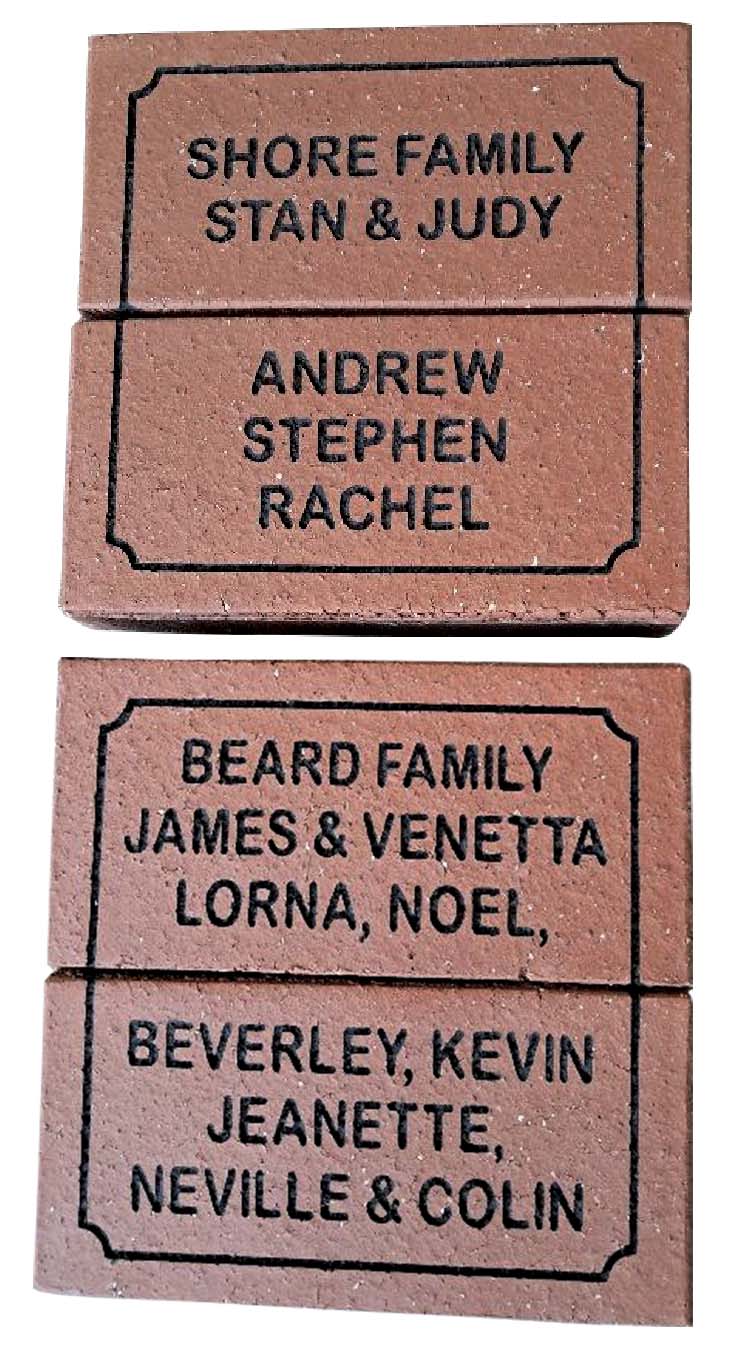 SHORE FAMILY
STAN & JUDY
ANDREW
STEPHEN
RACHEL
BEARD FAMILY
JAMES & VENETTA
LORNA, NOEL,
BEVERLEY, KEVIN
JEANETTE,
NEVILLE & COLIN